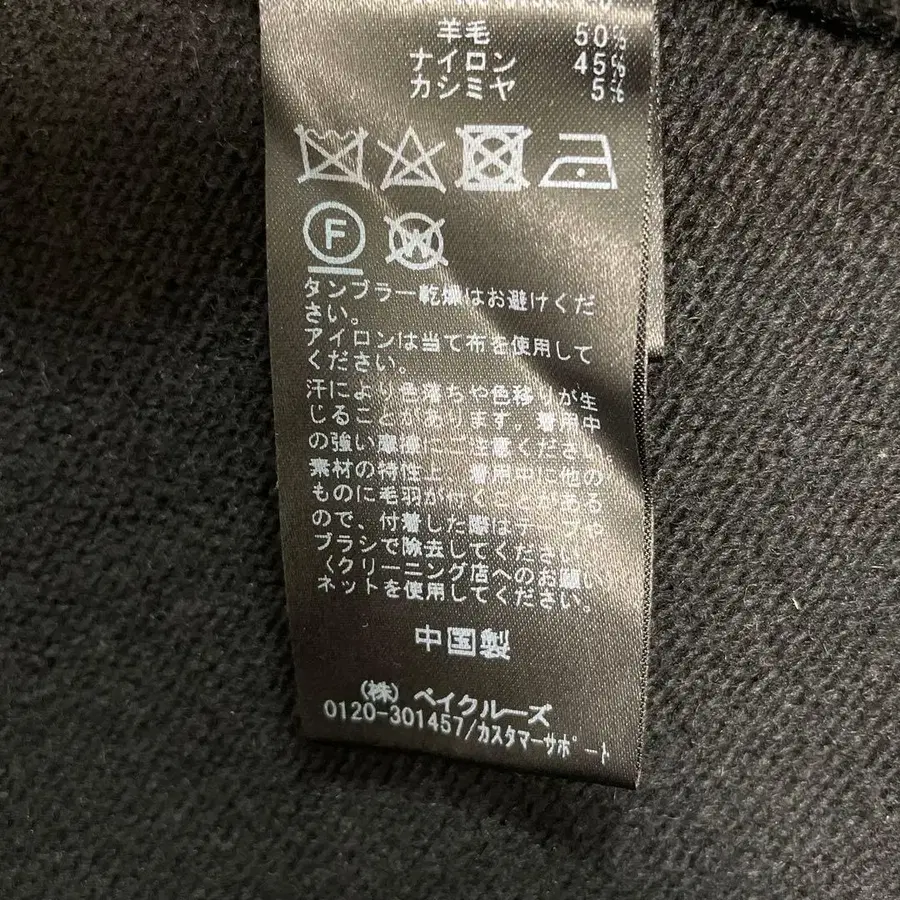 羊毛 50%
ナイロン 45%
カシミヤ 5%
F
W
タンブラー乾燥はお避けくだ
さい。
アイロンは当て布を使用して
ください。
汗により色落ちや色移りが生
じることがあります。着用中
の強い摩擦にご注意ください。
素材の特性上、着用中に他の
ものに毛羽が付くことがある
ので、付着した際はテープや
ブラシで除去してください。
〈クリーニング店へのお願い〉
ネットを使用してください。
中国製
(株) ベイクルーズ
0120-301457/カスタマーサポート